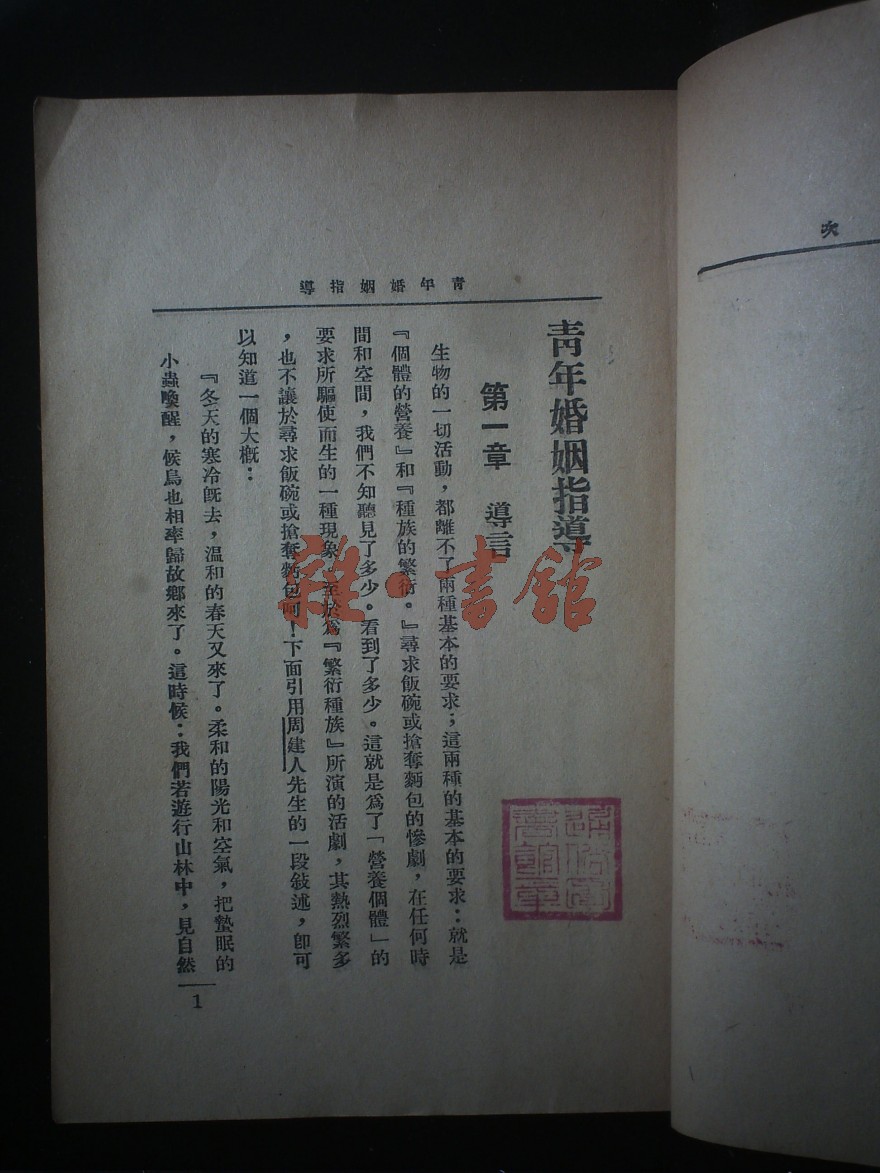 次
青年婚姻指導
青年婚姻指導
第一章　導言
生物的一切活動，都離不了兩種基本的要求；這兩種的基本的要求：就是
『個體的營養』和『種族的繁衍。』尋求飯碗或搶奪麪包的慘劇，在任何時
間和空間，我們不知聽見了多少。看到了多少。這就是爲了「營養個體」的
要求所驅使而生的一種現象。至於爲『繁衍種族』所演的活劇，其熱烈繁多
，也不讓於尋求飯碗或搶奪麪包呵！下面引用周建人先生的一段敍述，卽可
以知道一個大槪：
『冬天的寒冷旣去，溫和的春天又來了。柔和的陽光和空氣，把蟄眠的
小蟲喚醒，候鳥也相率歸故鄉來了。這時候：我們若遊行山林中，見自然
1
雜·書館